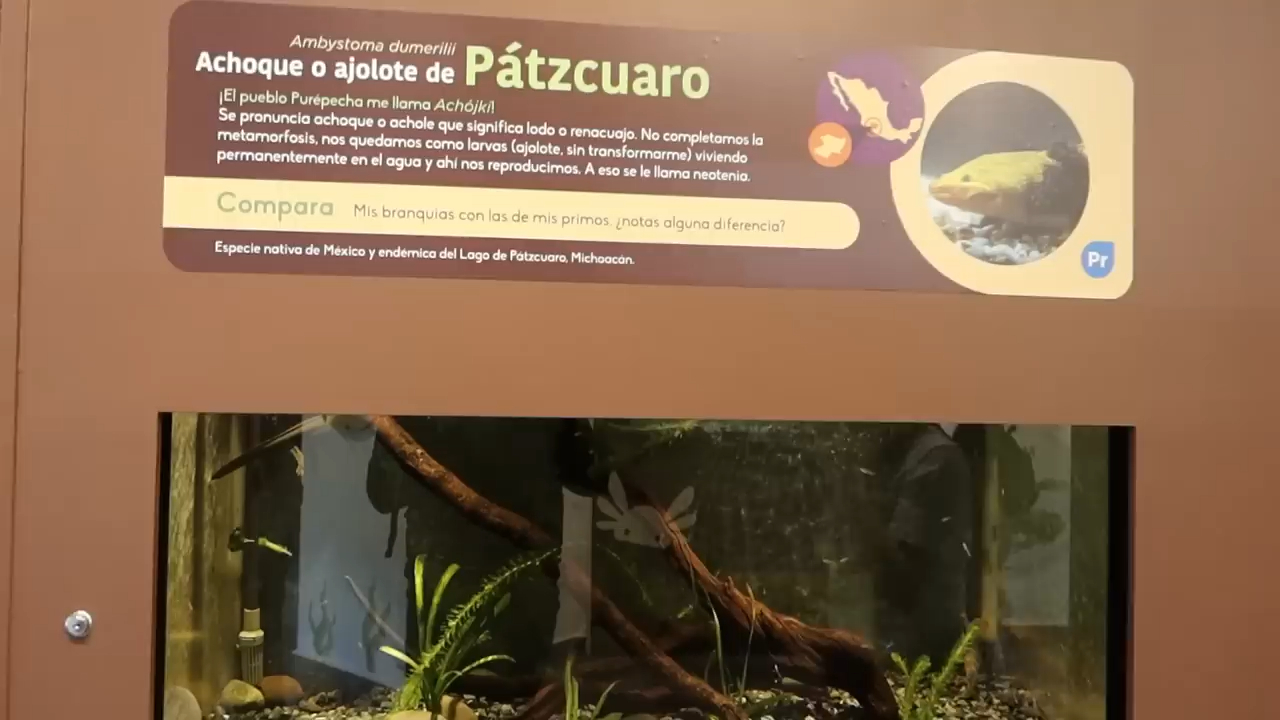 Ambystoma dumerilii
Achoque o ajolote de Pátzcuaro
¡El pueblo Purépecha me llama Achójki!
Se pronuncia achoque o achole que significa lodo o renacuajo. No completamos la
metamorfosis, nos quedamos como larvas (ajolote, sin transformarme) viviendo
permanentemente en el agua y ahí nos reproducimos. A eso se le llama neotenia.
Compara Mis branquias con las de mis primos, ¿notas alguna diferencia?
Especie nativa de México y endémica del Lago de Pátzcuaro, Michoacán.
Pr